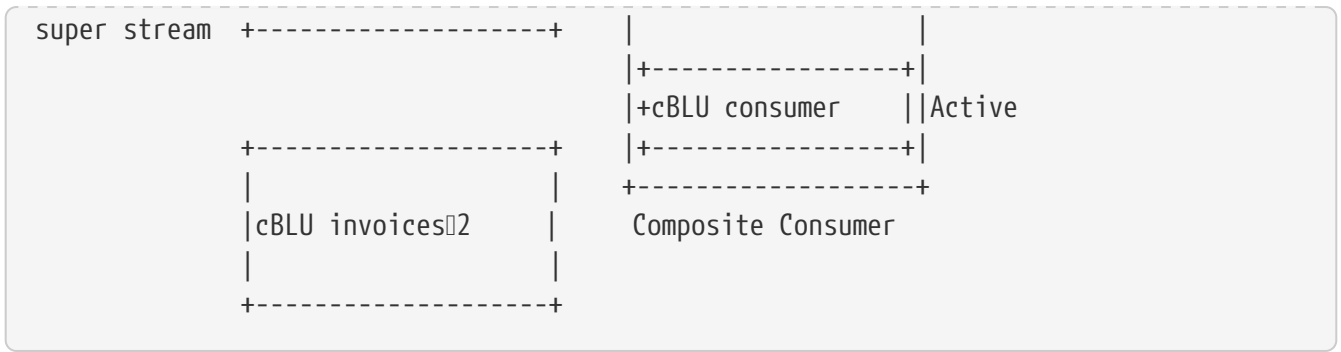 super stream +--------------------+ | |
|+-----------------+|
|+cBLU consumer ||Active
+--------------------+ |+-----------------+|
| | +-------------------+
|cBLU invoices▯2 | Composite Consumer
| |
+--------------------+